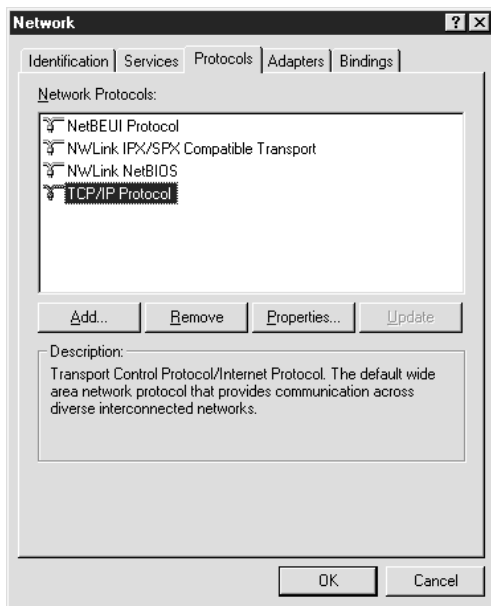 Network
Identification Services Protocols Adapters Bindings
Network Protocols:
NetBEUI Protocol
NWLink IPX/SPX Compatible Transport
NWLink NetBIOS
TCP/IP Protocol
Add... Remove Properties... Update
Description:
Transport Control Protocol/Internet Protocol. The default wide
area network protocol that provides communication across
diverse interconnected networks.
OK Cancel